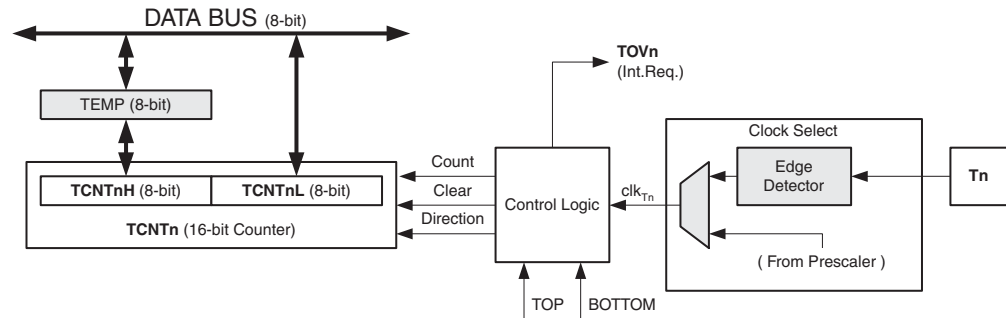 DATA BUS (8-bit)
TOVn
(Int.Req.)
TEMP (8-bit)
Clock Select
Count
Edge
Detector
Tn
TCNTnH (8-bit)
TCNTnL (8-bit)
Clear
Control Logic
clkTn
TCNTn (16-bit Counter)
Direction
( From Prescaler )
TOP
BOTTOM